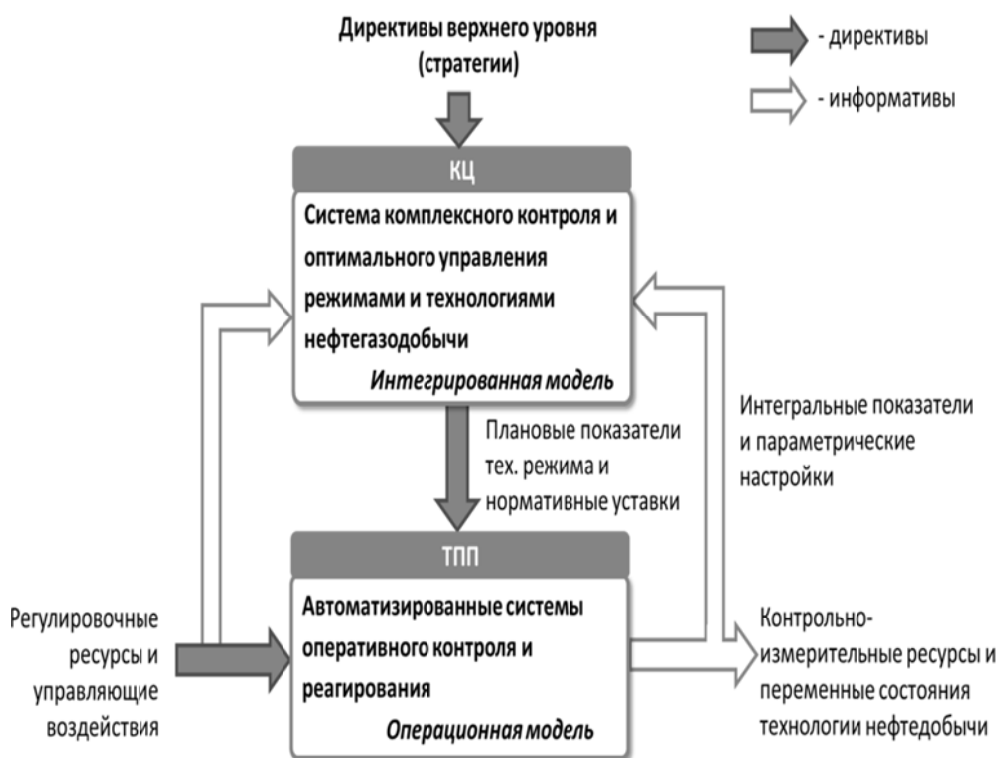 Директивы верхнего уровня
(стратегии)
- директивы
- информативы
КЦ
Система комплексного контроля и
оптимального управления
режимами и технологиями
нефтегазодобычи
Интегрированная модель
Плановые показатели
тех. режима и
нормативные уставки
Интегральные показатели
и параметрические
настройки
ТПП
Автоматизированные системы
оперативного контроля и
реагирования
Операционная модель
Регулировочные
ресурсы и
управляющие
воздействия
Контрольно-
измерительные ресурсы и
переменные состояния
технологии нефтедобычи